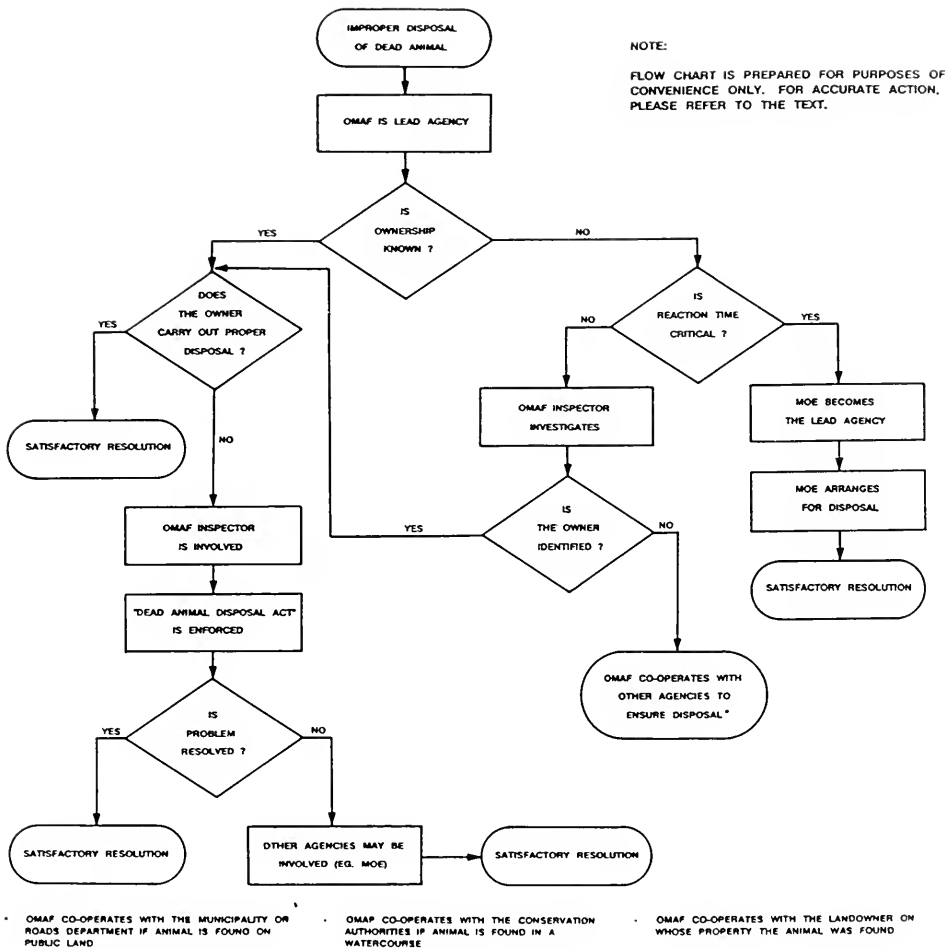 IMPROPER DISPOSAL
OF DEAD ANIMAL
NOTE:
FLOW CHART IS PREPARED FOR PURPOSES OF
CONVENIENCE ONLY. FOR ACCURATE ACTION,
PLEASE REFER TO THE TEXT.
OMAF IS LEAD AGENCY
IS
OWNERSHIP
KNOWN ?
YES
NO
DOES
THE OWNER
CARRY OUT PROPER
DISPOSAL ?
YES
NO
IS
REACTION TIME
CRITICAL ?
NO
YES
SATISFACTORY RESOLUTION
OMAF INSPECTOR
INVESTIGATES
MOE BECOMES
THE LEAD AGENCY
MOE ARRANGES
FOR DISPOSAL
SATISFACTORY RESOLUTION
IS
THE OWNER
IDENTIFIED ?
YES
NO
OMAF INSPECTOR
IS INVOLVED
"DEAD ANIMAL DISPOSAL ACT"
IS ENFORCED
OMAF CO-OPERATES WITH
OTHER AGENCIES TO
ENSURE DISPOSAL*
IS
PROBLEM
RESOLVED ?
YES
NO
SATISFACTORY RESOLUTION
OTHER AGENCIES MAY BE
INVOLVED (EG. MOE)
SATISFACTORY RESOLUTION
* OMAF CO-OPERATES WITH THE MUNICIPALITY OR
ROADS DEPARTMENT IF ANIMAL IS FOUND ON
PUBLIC LAND
* OMAF CO-OPERATES WITH THE CONSERVATION
AUTHORITIES IF ANIMAL IS FOUND IN A
WATERCOURSE
* OMAF CO-OPERATES WITH THE LANDOWNER ON
WHOSE PROPERTY THE ANIMAL WAS FOUND